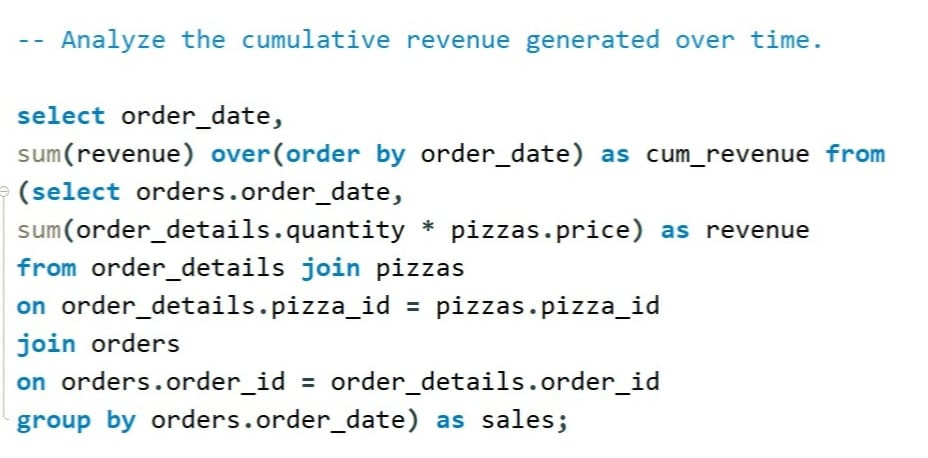 -- Analyze the cumulative revenue generated over time.
select order_date,
sum(revenue) over(order by order_date) as cum_revenue from
(select orders.order_date,
sum(order_details.quantity * pizzas.price) as revenue
from order_details join pizzas
on order_details.pizza_id = pizzas.pizza_id
join orders
on orders.order_id = order_details.order_id
group by orders.order_date) as sales;